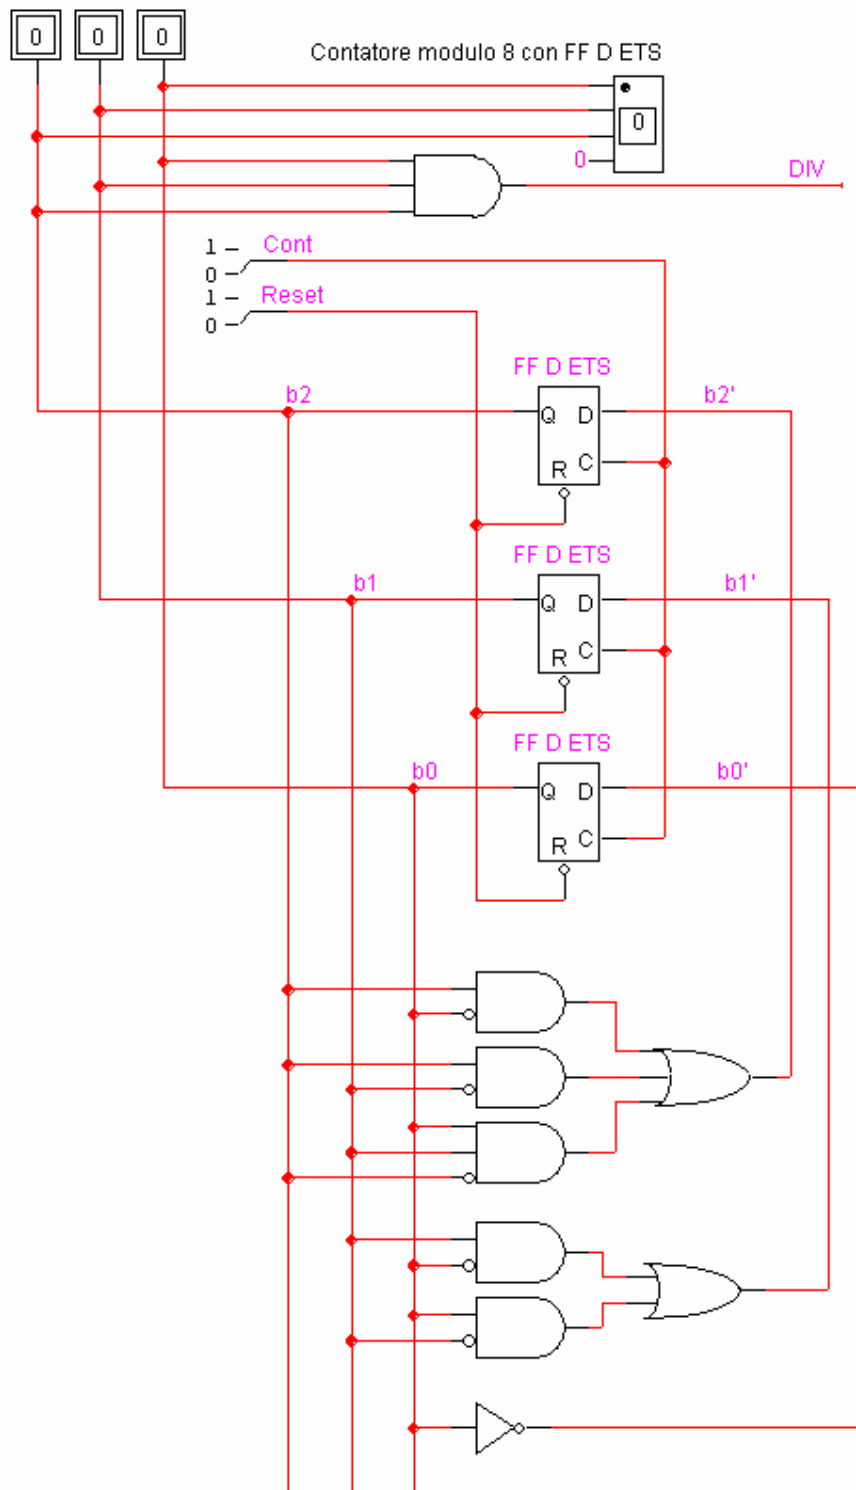 0 0 0
Contatore modulo 8 con FF D ETS
0
0
DIV
1 Cont
0
1 Reset
0
FF D ETS
b2 Q D b2'
R C
FF D ETS
b1 Q D b1'
R C
FF D ETS
b0 Q D b0'
R C